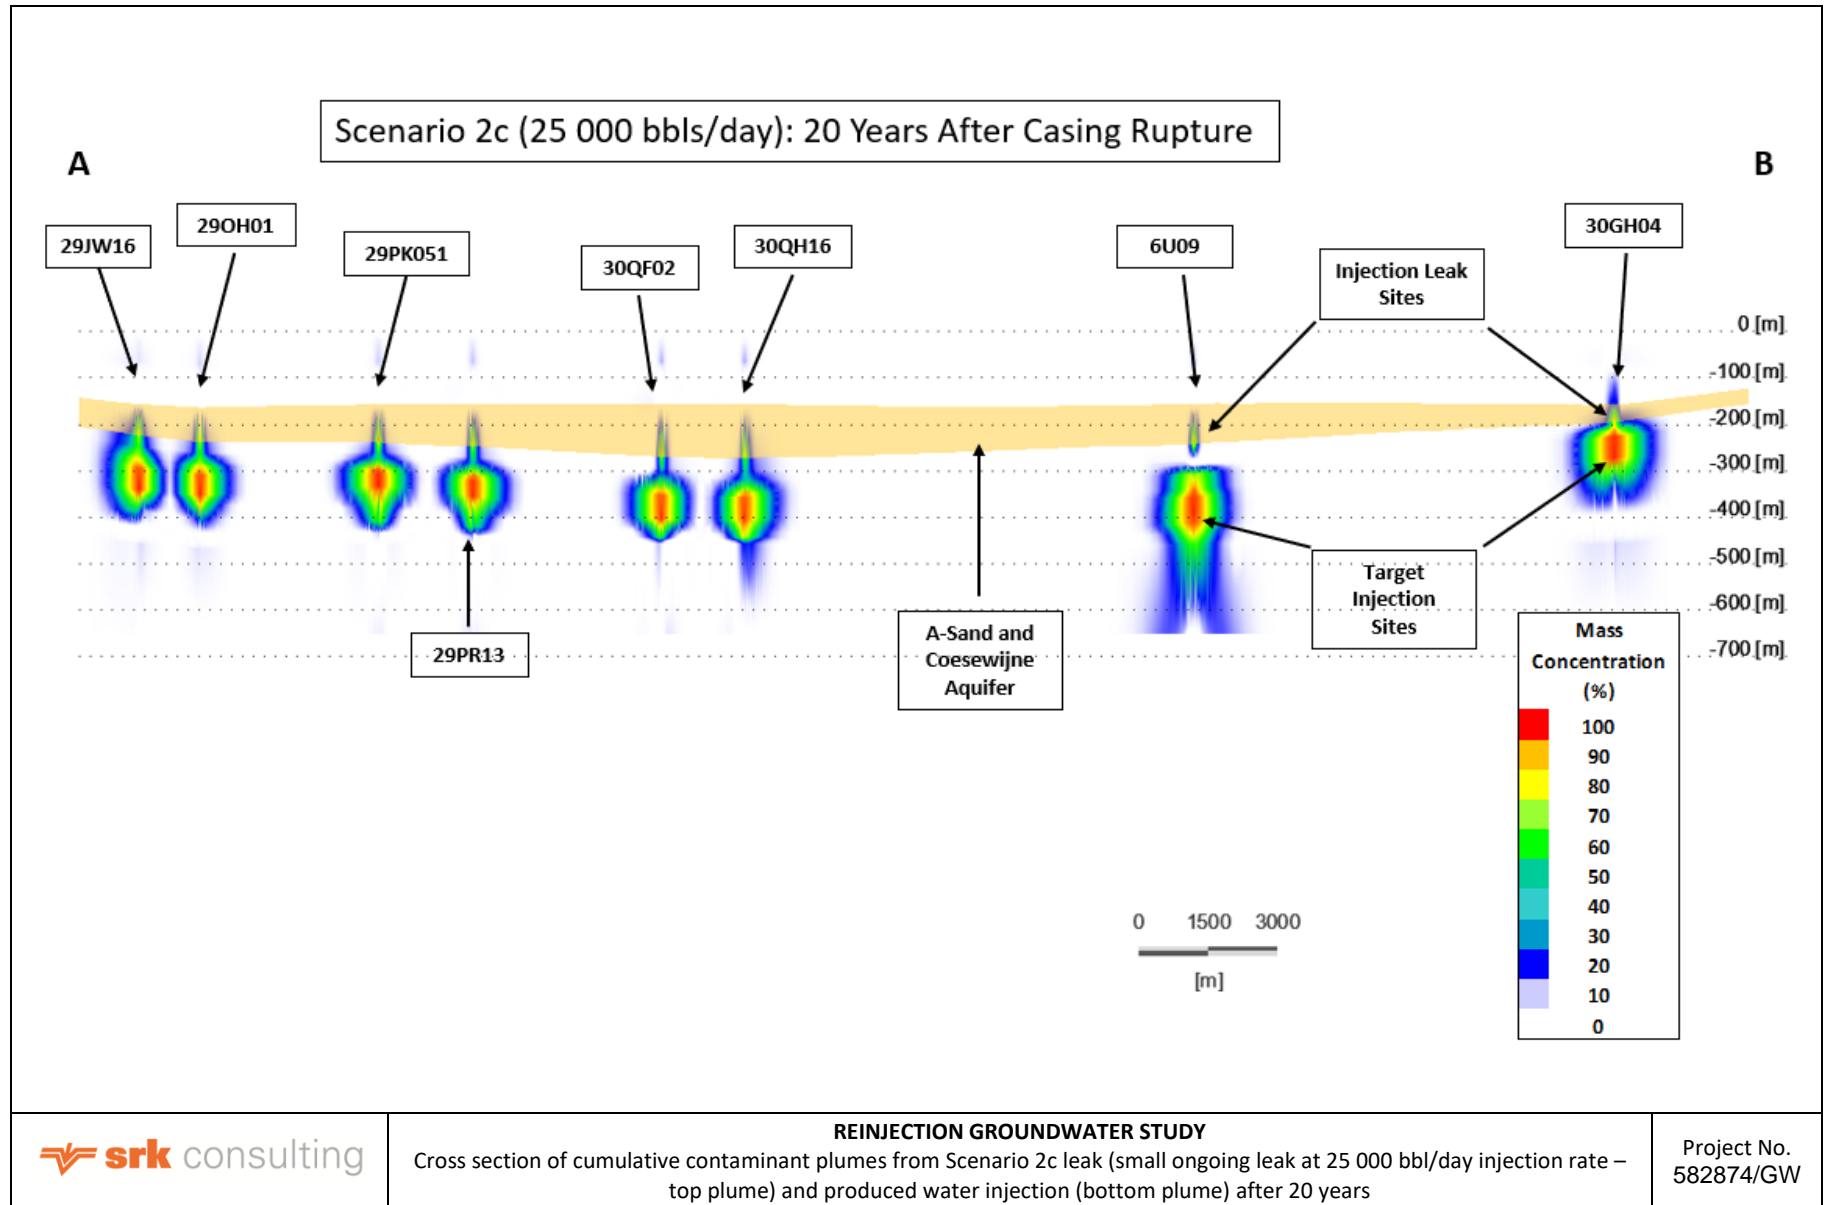 Scenario 2c (25 000 bbls/day): 20 Years After Casing Rupture
A
B
29JW16
29OH01
29PK051
30QF02
30QH16
6U09
Injection Leak
Sites
30GH04
0 [m]
-100 [m]
-200 [m]
-300 [m]
-400 [m]
-500 [m]
-600 [m]
-700 [m]
29PR13
A-Sand and
Coesewijne
Aquifer
Target
Injection
Sites
Mass
Concentration
(%)
100
90
80
70
60
50
40
30
20
10
0
0 1500 3000
[m]
srk consulting
REINJECTION GROUNDWATER STUDY
Cross section of cumulative contaminant plumes from Scenario 2c leak (small ongoing leak at 25 000 bbl/day injection rate –
top plume) and produced water injection (bottom plume) after 20 years
Project No.
582874/GW